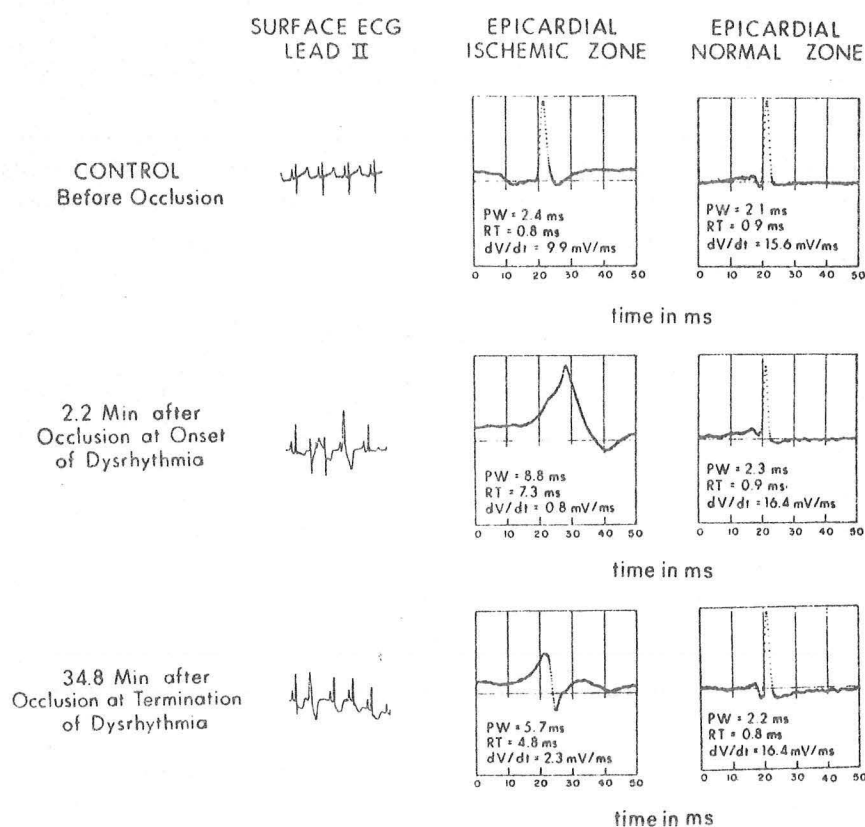 SURFACE ECG
LEAD II
EPICARDIAL
ISCHEMIC ZONE
EPICARDIAL
NORMAL ZONE
CONTROL
Before Occlusion
PW = 2.4 ms
RT = 0.8 ms
dV/dt = 9.9 mV/ms
0 10 20 30 40 50
PW = 2.1 ms
RT = 0.9 ms
dV/dt = 15.6 mV/ms
0 10 20 30 40 50
time in ms
2.2 Min after
Occlusion at Onset
of Dysrhythmia
PW = 8.8 ms
RT = 7.3 ms
dV/dt = 0.8 mV/ms
0 10 20 30 40 50
PW = 2.3 ms
RT = 0.9 ms
dV/dt = 16.4 mV/ms
0 10 20 30 40 50
time in ms
34.8 Min after
Occlusion at Termination
of Dysrhythmia
PW = 5.7 ms
RT = 4.8 ms
dV/dt = 2.3 mV/ms
0 10 20 30 40 50
PW = 2.2 ms
RT = 0.8 ms
dV/dt = 16.4 mV/ms
0 10 20 30 40 50
time in ms